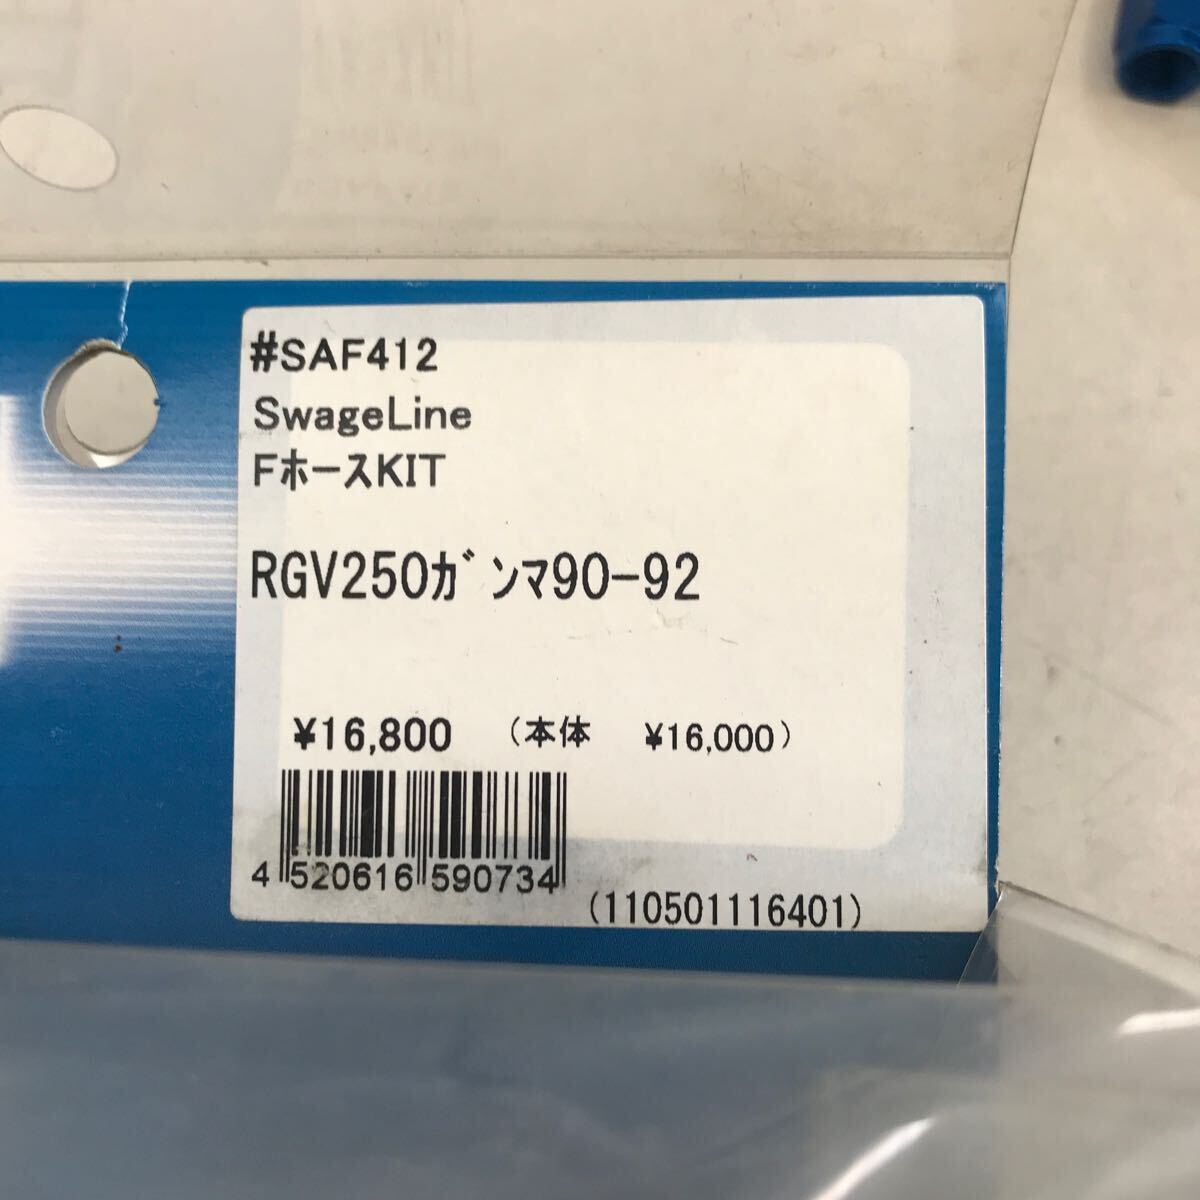 #SAF412
SwageLine
FホースKIT
RGV250ｶﾞﾝﾏ90-92
¥16,800 （本体 ¥16,000）
4 520616 590734
(110501116401)